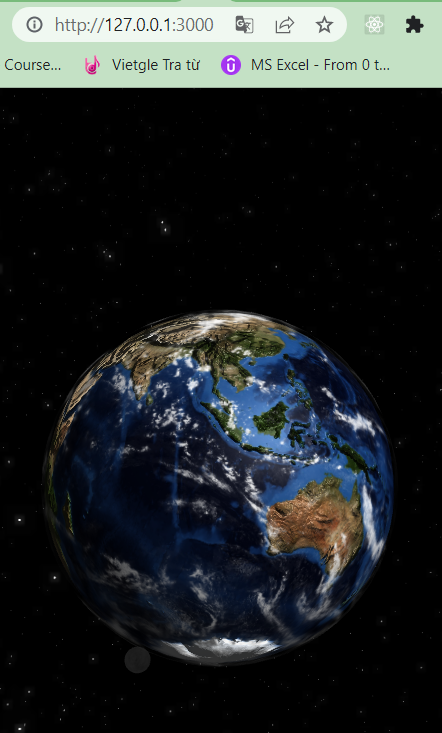 http://127.0.0.1:3000
Course... Vietgle Tra từ MS Excel - From 0 t...